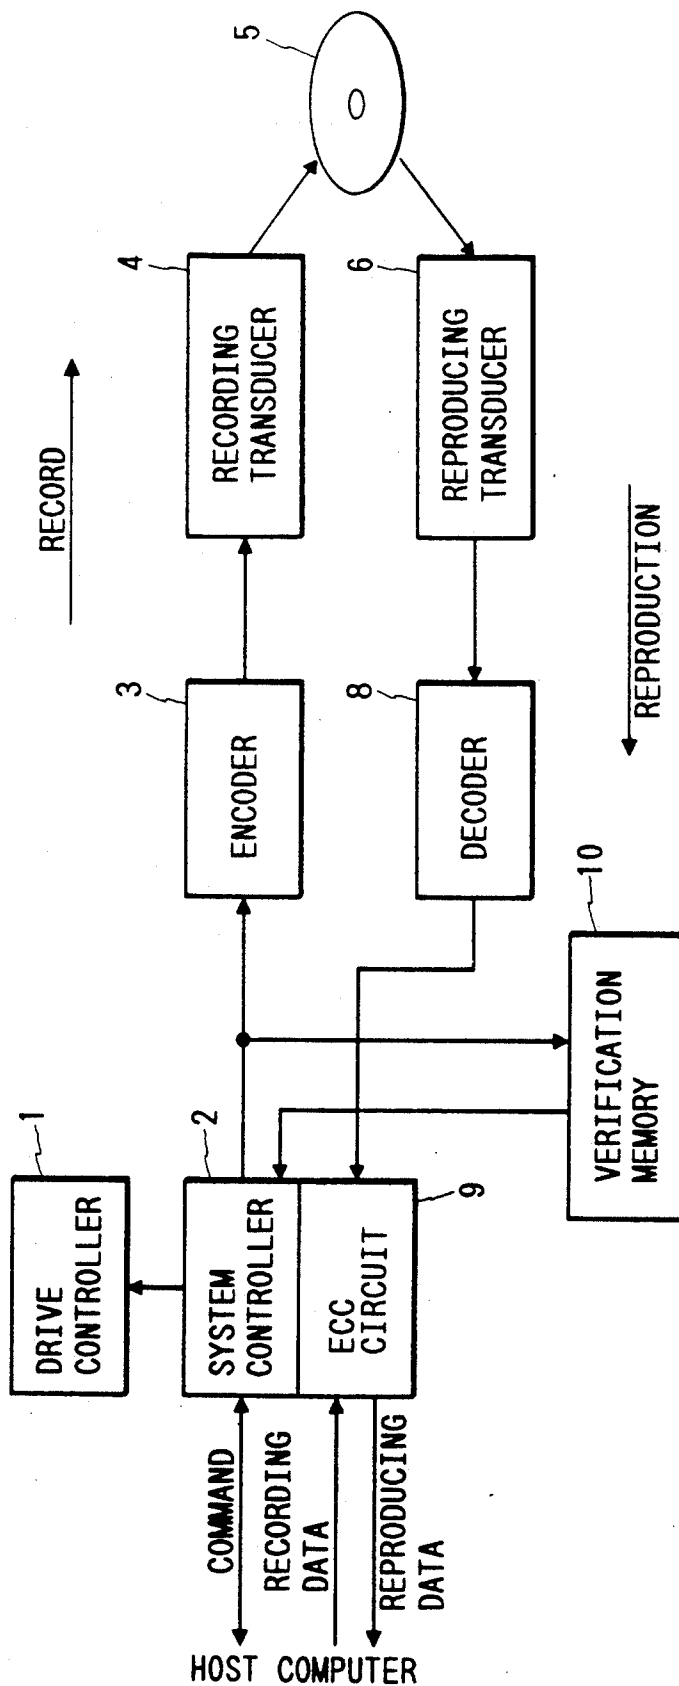 RECORD
1
DRIVE
CONTROLLER
2
SYSTEM
CONTROLLER
3
ENCODER
4
RECORDING
TRANSDUCER
5
6
REPRODUCING
TRANSDUCER
8
DECODER
9
ECC
CIRCUIT
10
VERIFICATION
MEMORY
COMMAND
RECORDING
DATA
REPRODUCING
DATA
HOST COMPUTER
REPRODUCTION